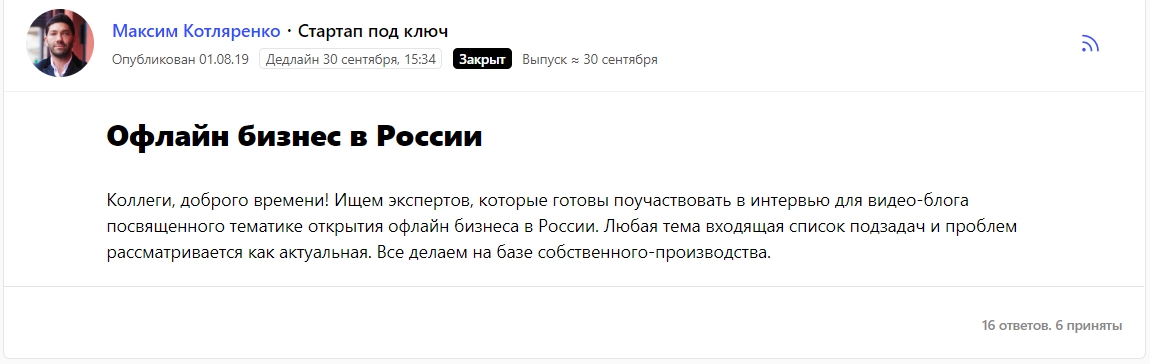 Максим Котляренко · Стартап под ключ
Опубликован 01.08.19 Дедлайн 30 сентября, 15:34 Закрыт Выпуск ≈ 30 сентября
Офлайн бизнес в России
Коллеги, доброго времени! Ищем экспертов, которые готовы поучаствовать в интервью для видео-блога
посвященного тематике открытия офлайн бизнеса в России. Любая тема входящая список подзадач и проблем
рассматривается как актуальная. Все делаем на базе собственного-производства.
16 ответов. 6 приняты